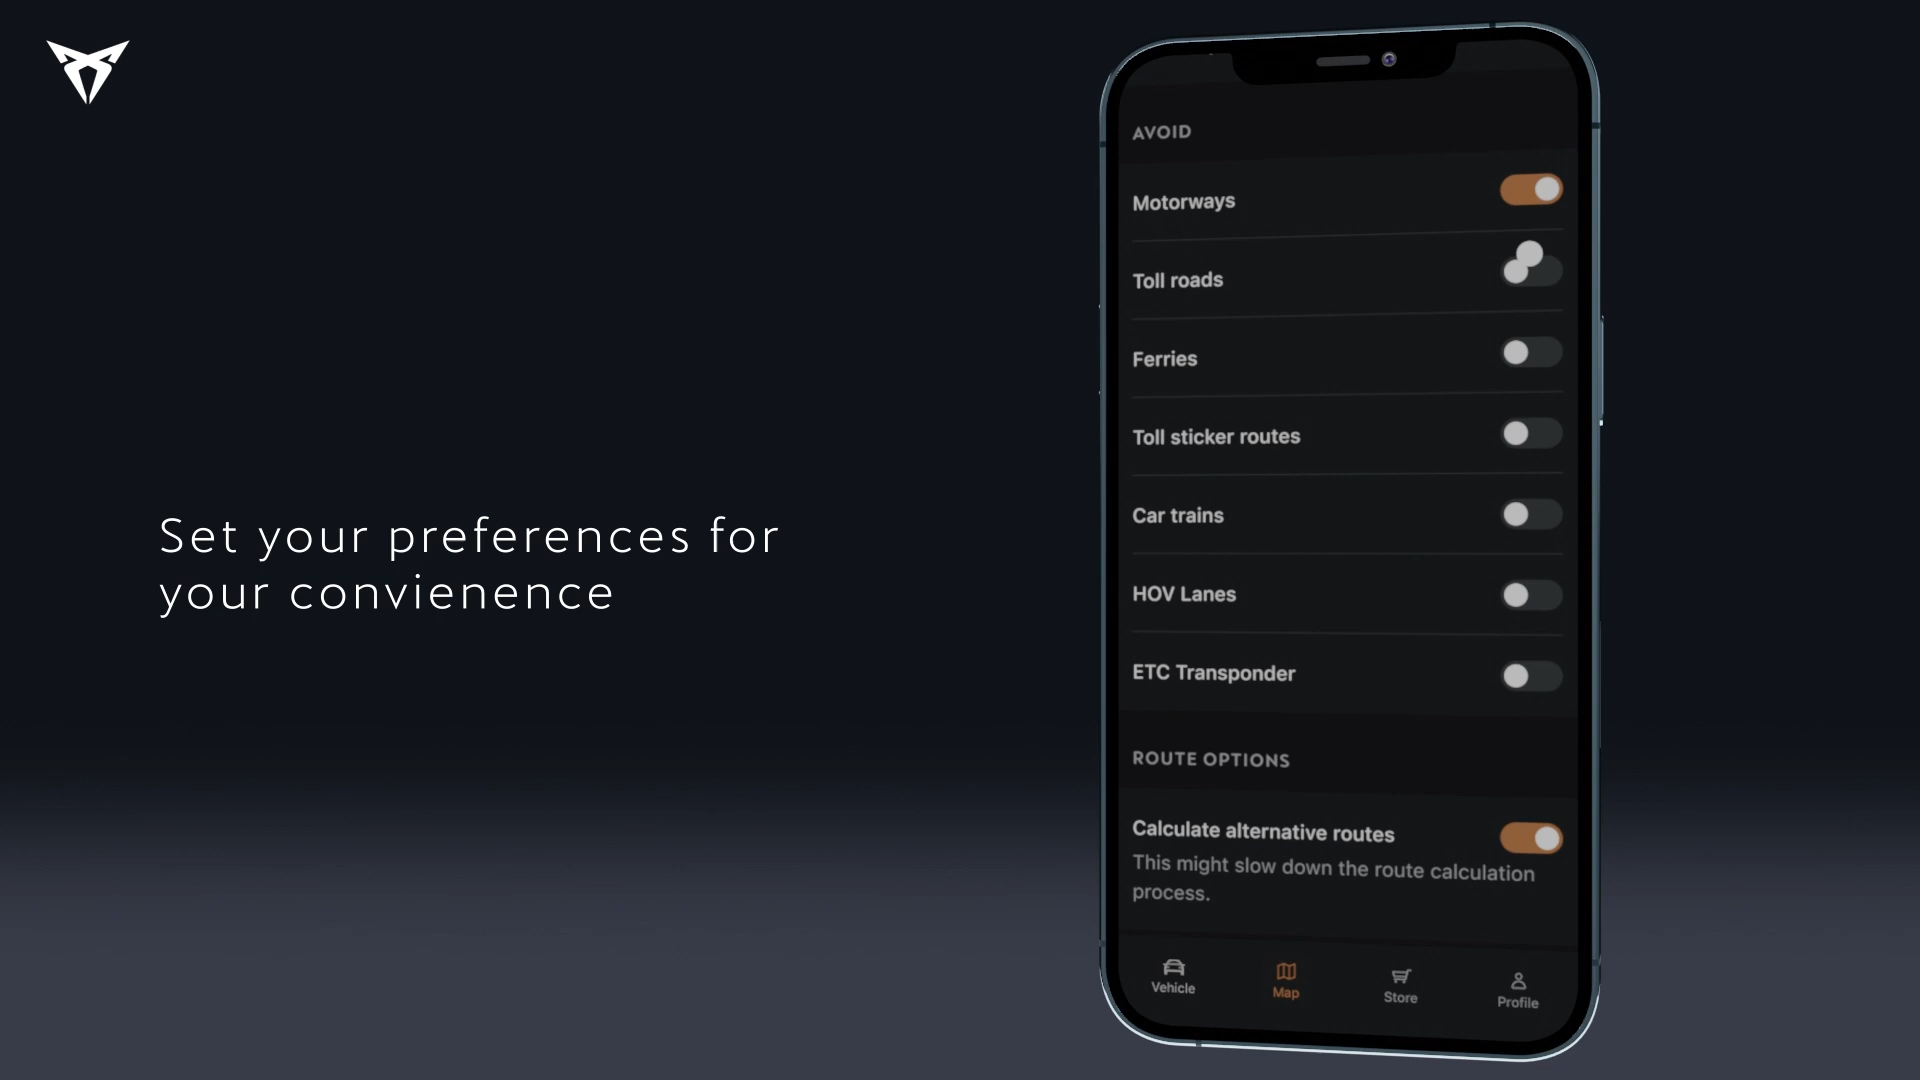 Set your preferences for
your convienence
AVOID
Motorways
Toll roads
Ferries
Toll sticker routes
Car trains
HOV Lanes
ETC Transponder
ROUTE OPTIONS
Calculate alternative routes
This might slow down the route calculation
process.
Vehicle
Map
Store
Profile